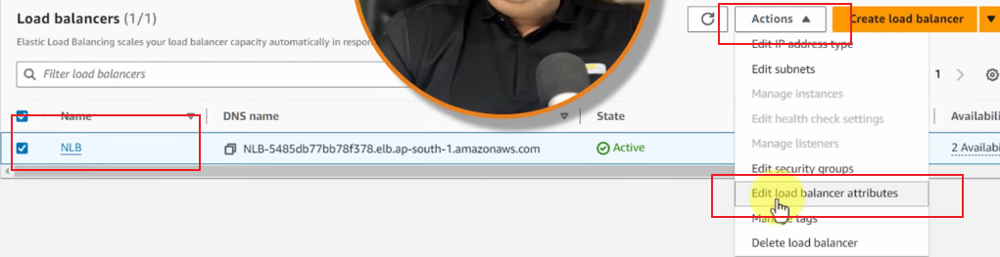 Load balancers (1/1)
Actions
Create load balancer
Elastic Load Balancing scales your load balancer capacity automatically in
Edit IP address type
Filter load balancers
Edit subnets
1
Manage instances
Name
DNS name
State
Edit health check settings
Manage listeners
NLB
NLB-5485db77bb78f378.elb.ap-south-1.amazonaws.com
Active
2
Edit security groups
Edit load balancer attributes
Manage tags
Delete load balancer